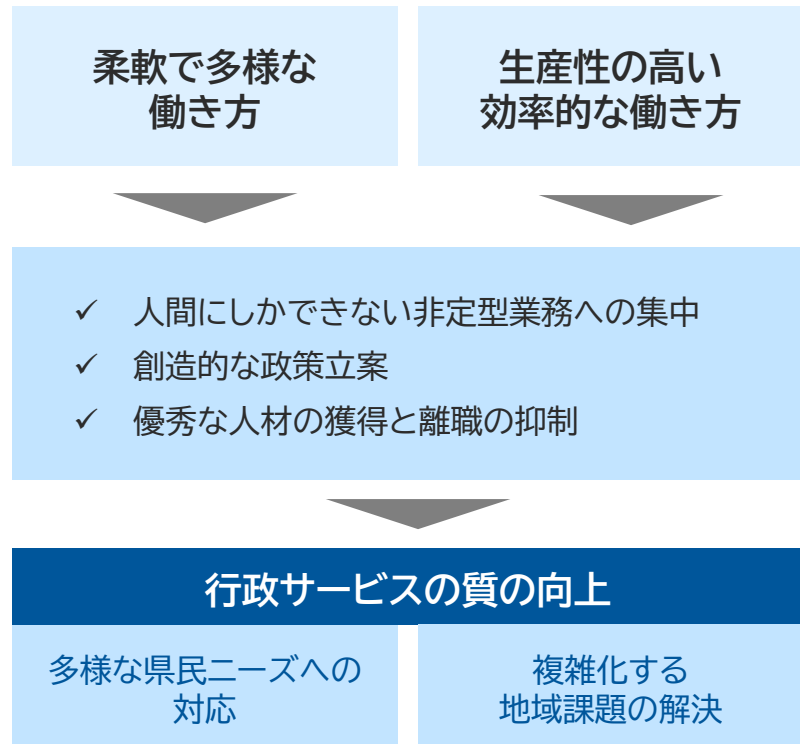 柔軟で多様な
働き方
生産性の高い
効率的な働き方
✓ 人間にしかできない非定型業務への集中
✓ 創造的な政策立案
✓ 優秀な人材の獲得と離職の抑制
行政サービスの質の向上
多様な県民ニーズへの
対応
複雑化する
地域課題の解決